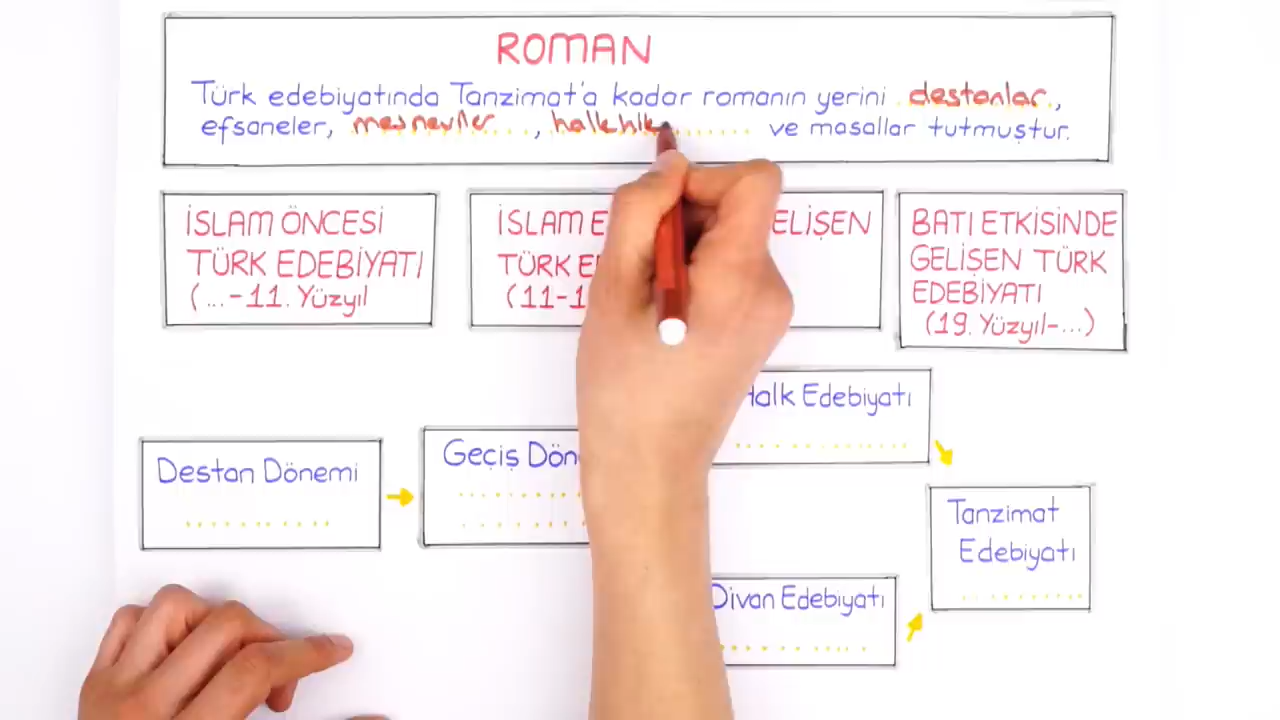 ROMAN
Türk edebiyatında Tanzimat'a kadar romanın yerini destanlar,
efsaneler, mesneviler, halk hik ve masallar tutmuştur.
İSLAM ÖNCESİ
TÜRK EDEBİYATI
(...-11. Yüzyıl
İSLAM E ELİŞEN
TÜRK E
(11-1
BATI ETKİSİNDE
GELİŞEN TÜRK
EDEBİYATI
(19. Yüzyıl-...)
Destan Dönemi
Geçiş Dön
Halk Edebiyatı
Divan Edebiyatı
Tanzimat
Edebiyatı